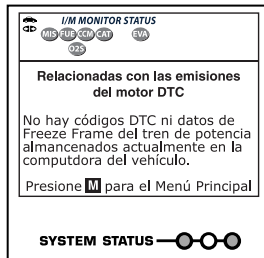 I/M MONITOR STATUS
MIS FUE CCM CAT EVA
O2S
Relacionadas con las emisiones
del motor DTC
No hay códigos DTC ni datos de
Freeze Frame del tren de potencia
almancenados actualmente en la
computdora del vehículo.
Presione M para el Menú Principal
SYSTEM STATUS